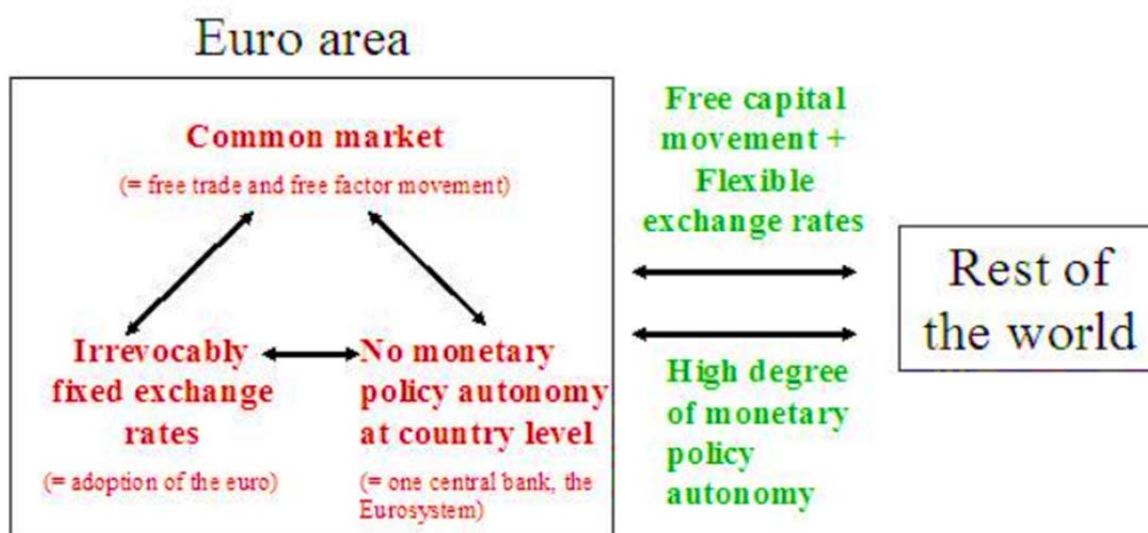 Euro area
Common market
(= free trade and free factor movement)
Irrevocably
fixed exchange
rates
(= adoption of the euro)
No monetary
policy autonomy
at country level
(= one central bank, the
Eurosystem)
Free capital
movement +
Flexible
exchange rates
High degree
of monetary
policy
autonomy
Rest of
the world